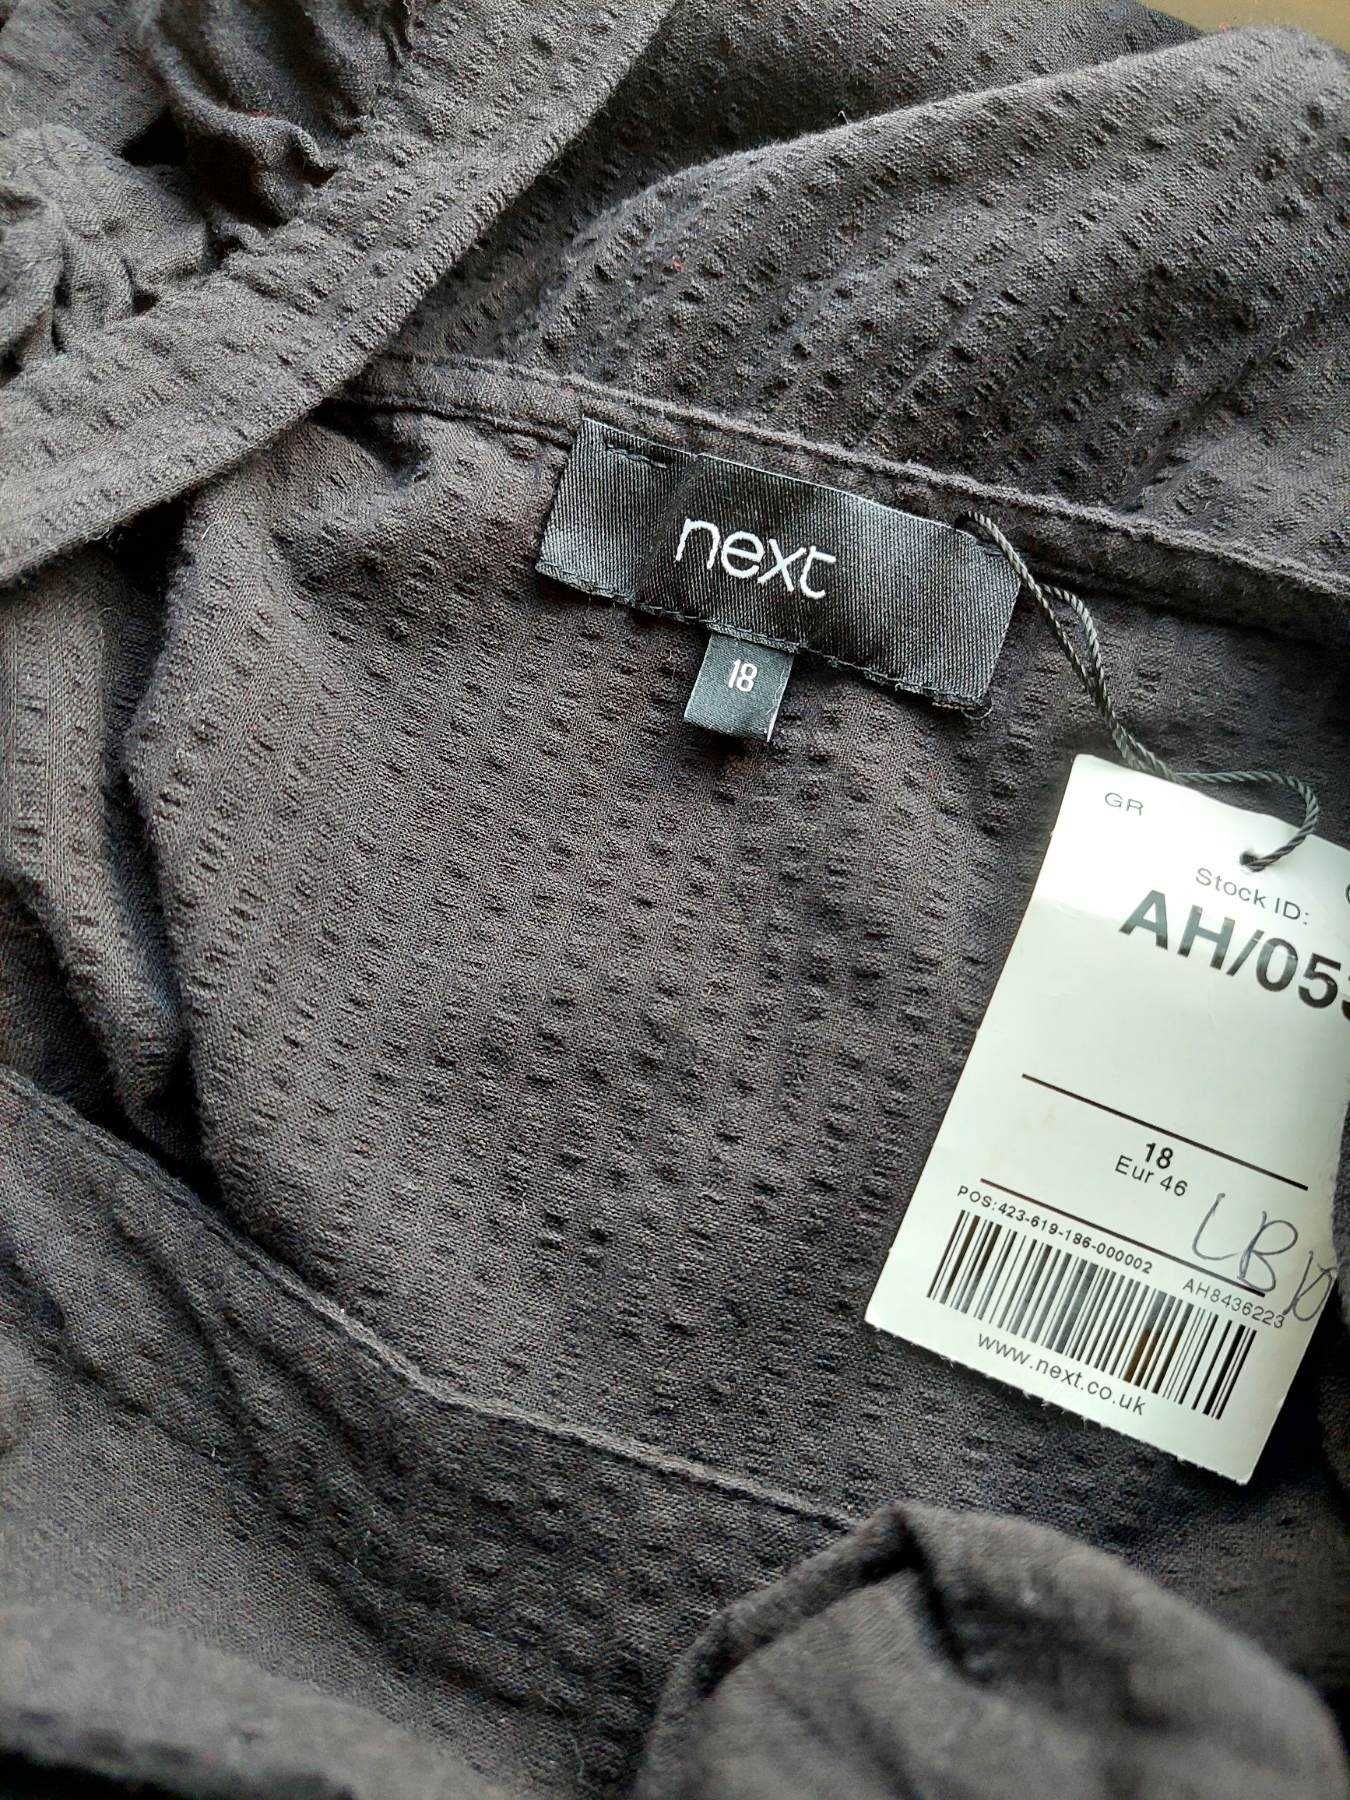 next
18
GR
Stock ID:
AH/053
18
Eur 46
POS:423-619-186-000002
AH8436223
www.next.co.uk
LB